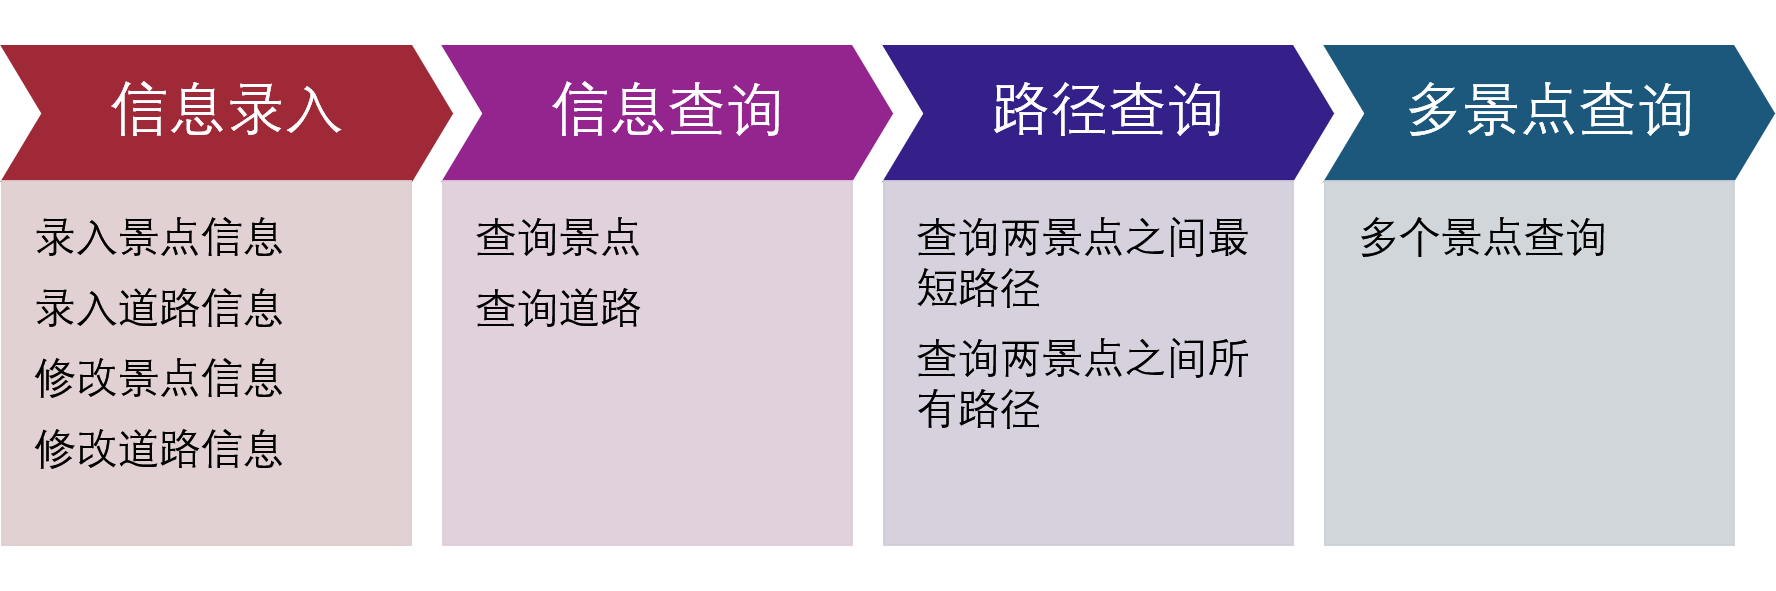 信息录入
录入景点信息
录入道路信息
修改景点信息
修改道路信息
信息查询
查询景点
查询道路
路径查询
查询两景点之间最
短路径
查询两景点之间所
有路径
多景点查询
多个景点查询